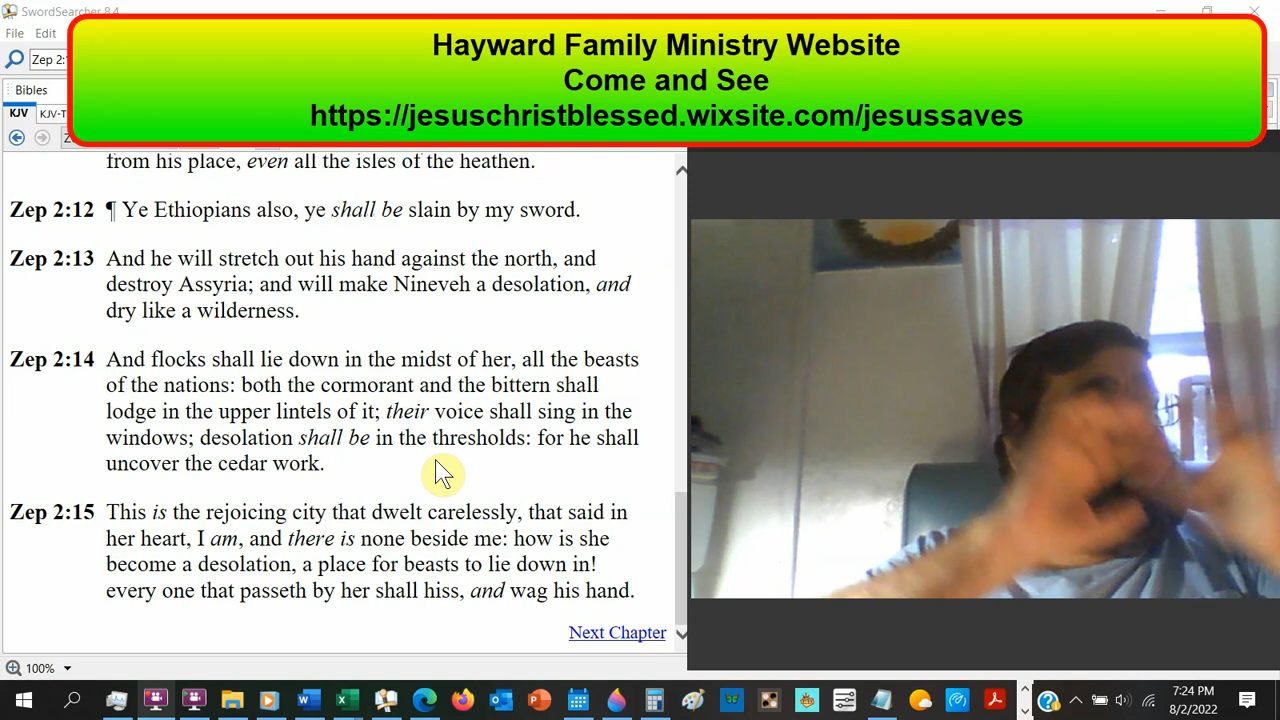 SwordSearcher 8.4
Hayward Family Ministry Website
Come and See
https://jesuschristblessed.wixsite.com/jesussaves
File Edit
Zep 2:1
Bibles
KJV KJV-T
from his place, even all the isles of the heathen.
Zep 2:12 ¶ Ye Ethiopians also, ye shall be slain by my sword.
Zep 2:13 And he will stretch out his hand against the north, and
destroy Assyria; and will make Nineveh a desolation, and
dry like a wilderness.
Zep 2:14 And flocks shall lie down in the midst of her, all the beasts
of the nations: both the cormorant and the bittern shall
lodge in the upper lintels of it; their voice shall sing in the
windows; desolation shall be in the thresholds: for he shall
uncover the cedar work.
Zep 2:15 This is the rejoicing city that dwelt carelessly, that said in
her heart, I am, and there is none beside me: how is she
become a desolation, a place for beasts to lie down in!
every one that passeth by her shall hiss, and wag his hand.
Next Chapter
100%
7:24 PM
8/2/2022